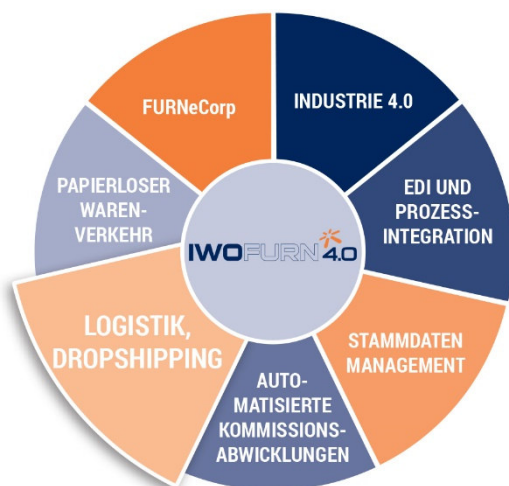 FURNeCorp
INDUSTRIE 4.0
PAPIERLOSER
WAREN-
VERKEHR
EDI UND
PROZESS-
INTEGRATION
IWOFURN 4.0
LOGISTIK,
DROPSHIPPING
STAMMDATEN
MANAGEMENT
AUTO-
MATISIERTE
KOMMISSIONS-
ABWICKLUNGEN